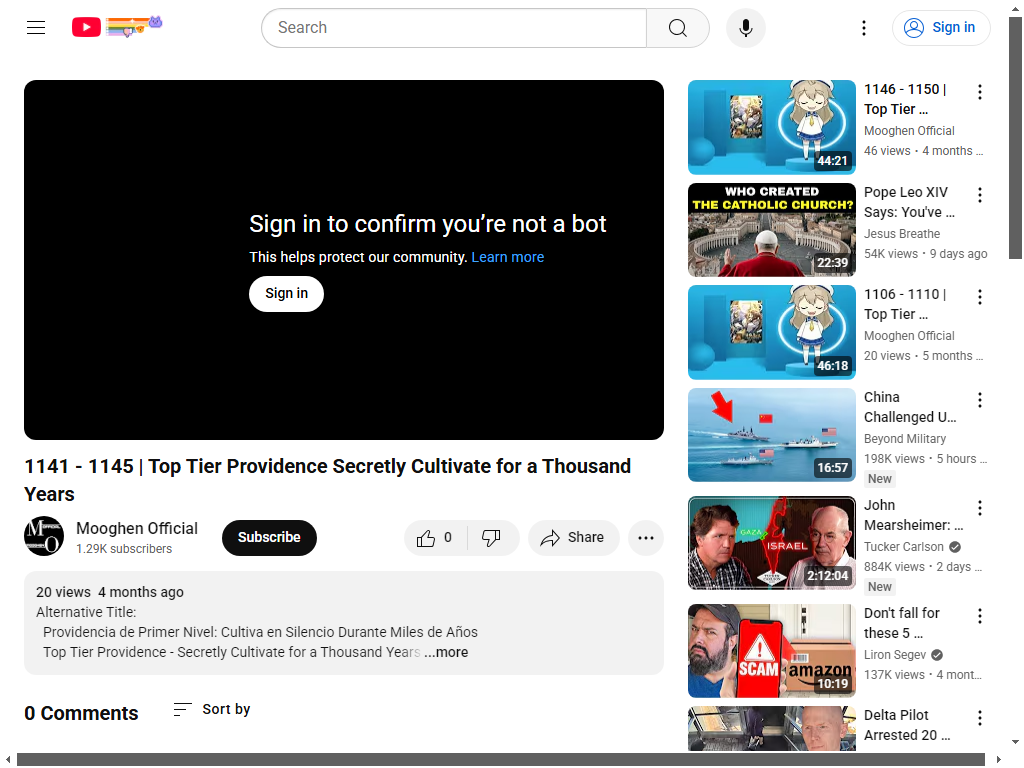 Search
Sign in
Sign in to confirm you're not a bot
This helps protect our community. Learn more
Sign in
1141 - 1145 | Top Tier Providence Secretly Cultivate for a Thousand
Years
Mooghen Official
1.29K subscribers
Subscribe
0
Share
20 views 4 months ago
Alternative Title:
Providencia de Primer Nivel: Cultiva en Silencio Durante Miles de Años
Top Tier Providence - Secretly Cultivate for a Thousand Years ...more
0 Comments
Sort by
44:21
1146 - 1150 |
Top Tier ...
Mooghen Official
46 views • 4 months ...
WHO CREATED
THE CATHOLIC CHURCH?
22:39
Pope Leo XIV
Says: You've ...
Jesus Breathe
54K views • 9 days ago
46:18
1106 - 1110 |
Top Tier ...
Mooghen Official
20 views • 5 months ...
16:57
China
Challenged U...
Beyond Military
198K views • 5 hours ...
New
GAZA
ISRAEL
2:12:04
John
Mearsheimer: ...
Tucker Carlson
884K views • 2 days ...
New
SCAM
amazon
10:19
Don't fall for
these 5 ...
Liron Segev
137K views • 4 mont...
Delta Pilot
Arrested 20 ...